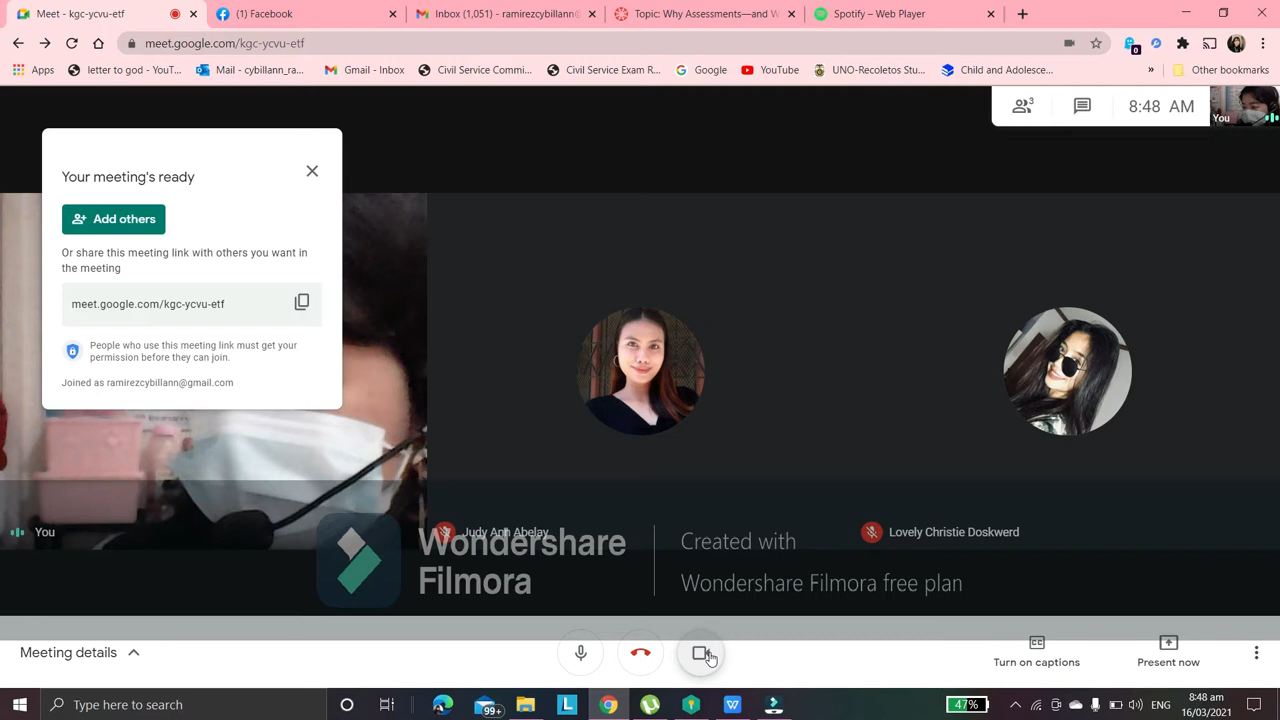 Meet - kgc-ycvu-etf
(1) Facebook
Inbox (1,051) - ramirezcybillann@
Topic: Why Assessments—and W
Spotify – Web Player
meet.google.com/kgc-ycvu-etf
0
Apps
letter to god - YouT...
Mail - cybillann_ra...
Gmail - Inbox
Civil Service Commi...
Civil Service Exam R...
Google
YouTube
UNO-Recoletos Stu...
Child and Adolesce...
»
Other bookmarks
3
8:48 AM
You
Your meeting's ready
Add others
Or share this meeting link with others you want in
the meeting
meet.google.com/kgc-ycvu-etf
People who use this meeting link must get your
permission before they can join.
Joined as ramirezcybillann@gmail.com
You
Judy Ann Abelay
Lovely Christie Doskwerd
Wondershare
Filmora
Created with
Wondershare Filmora free plan
Meeting details
CC
Turn on captions
Present now
Type here to search
99+
L
W
47%
8:48 am
16/03/2021